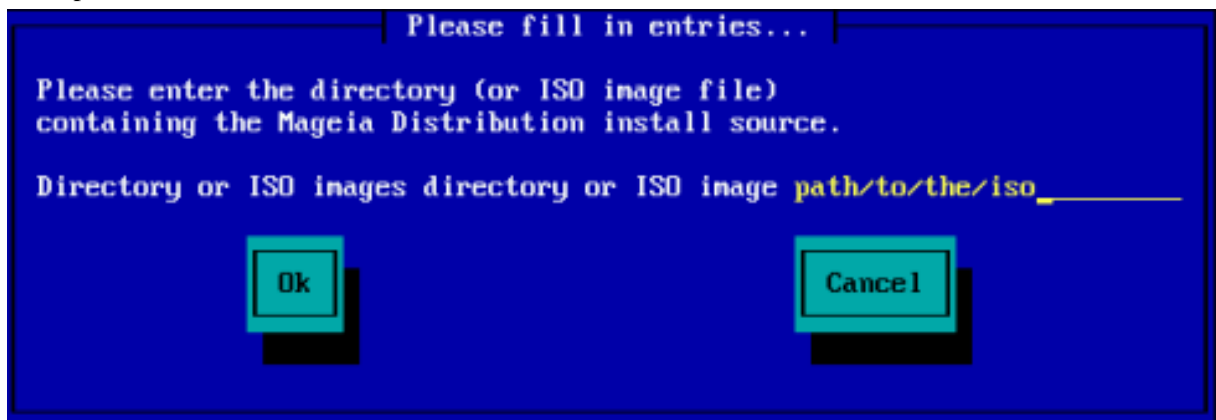 Please fill in entries...
Please enter the directory (or ISO image file)
containing the Mageia Distribution install source.
Directory or ISO images directory or ISO image path/to/the/iso
Ok Cancel